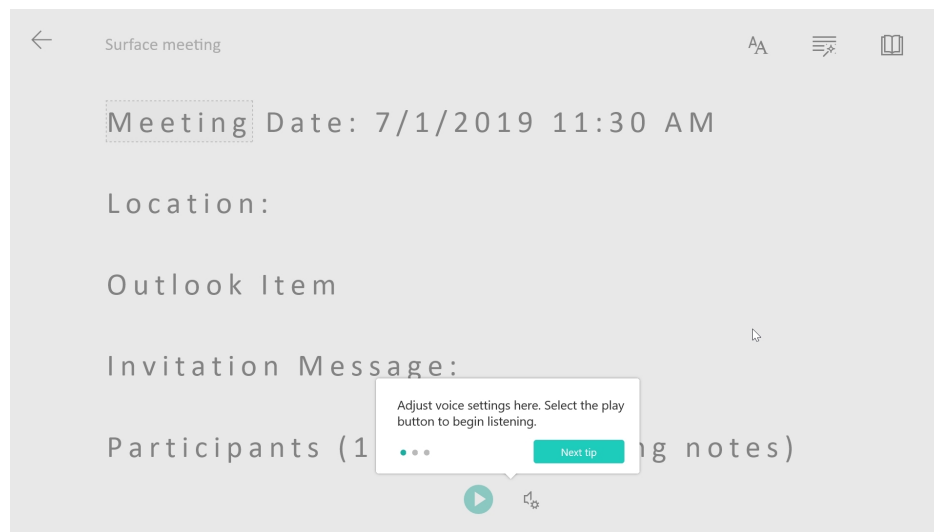 Surface meeting
AA
Meeting Date: 7/1/2019 11:30 AM
Location:
Outlook Item
Invitation Message:
Adjust voice settings here. Select the play
button to begin listening.
Next tip
Participants (1 ng notes)